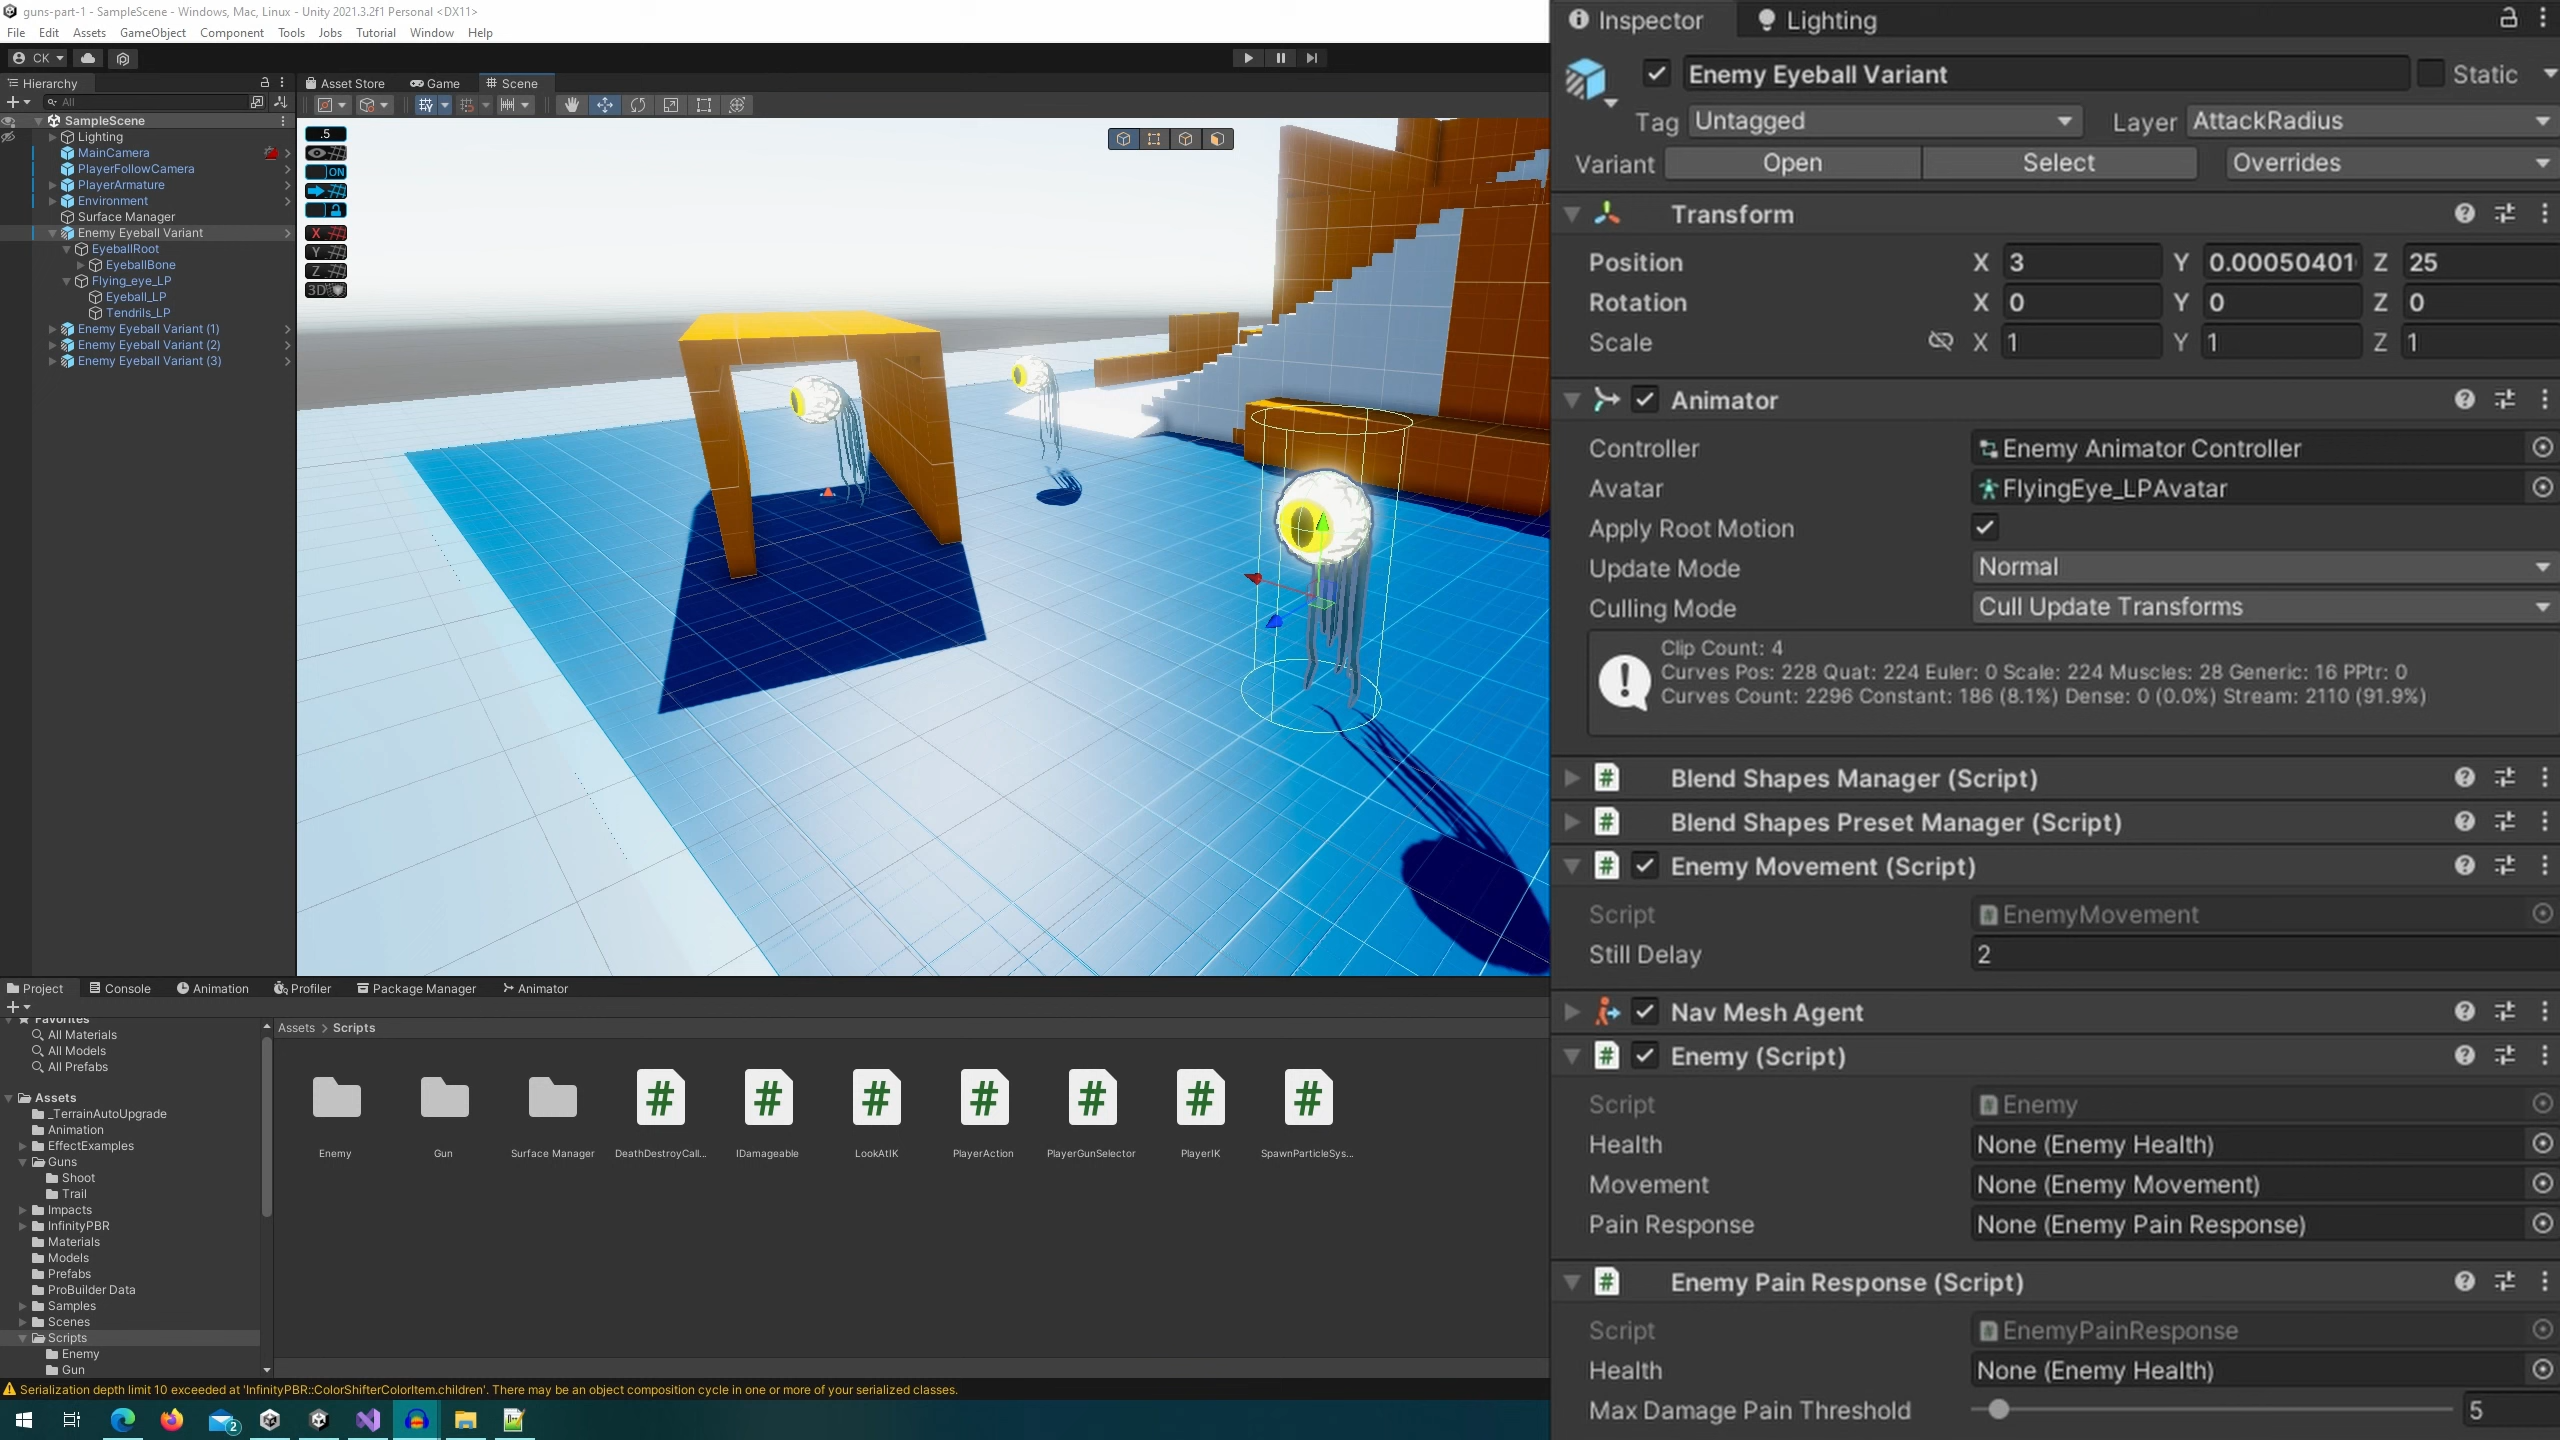 guns-part-1 - SampleScene - Windows, Mac, Linux - Unity 2021.3.2f1 Personal <DX11>
File Edit Assets GameObject Component Tools Jobs Tutorial Window Help
CK
Hierarchy
All
SampleScene
Lighting
MainCamera
PlayerFollowCamera
PlayerArmature
Environment
Surface Manager
Enemy Eyeball Variant
EyeballRoot
EyeballBone
Flying_eye_LP
Eyeball_LP
Tendrils_LP
Enemy Eyeball Variant (1)
Enemy Eyeball Variant (2)
Enemy Eyeball Variant (3)
Asset Store Game Scene
.5
ON
X
Y
Z
3D
Inspector Lighting
Enemy Eyeball Variant Static
Tag Untagged Layer AttackRadius
Variant Open Select Overrides
Transform
Position X 3 Y 0.00050401 Z 25
Rotation X 0 Y 0 Z 0
Scale X 1 Y 1 Z 1
Animator
Controller Enemy Animator Controller
Avatar FlyingEye_LPAvatar
Apply Root Motion
Update Mode Normal
Culling Mode Cull Update Transforms
Clip Count: 4
Curves Pos: 228 Quat: 224 Euler: 0 Scale: 224 Muscles: 28 Generic: 16 PPtr: 0
Curves Count: 2296 Constant: 186 (8.1%) Dense: 0 (0.0%) Stream: 2110 (91.9%)
Blend Shapes Manager (Script)
Blend Shapes Preset Manager (Script)
Enemy Movement (Script)
Script EnemyMovement
Still Delay 2
Nav Mesh Agent
Enemy (Script)
Script Enemy
Health None (Enemy Health)
Movement None (Enemy Movement)
Pain Response None (Enemy Pain Response)
Enemy Pain Response (Script)
Script EnemyPainResponse
Health None (Enemy Health)
Max Damage Pain Threshold 5
Project Console Animation Profiler Package Manager Animator
Favorites
All Materials
All Models
All Prefabs
Assets
_TerrainAutoUpgrade
Animation
EffectExamples
Guns
Shoot
Trail
Impacts
InfinityPBR
Materials
Models
Prefabs
ProBuilder Data
Samples
Scenes
Scripts
Enemy
Gun
Assets > Scripts
Enemy Gun Surface Manager DeathDestroyCall... IDamageable LookAtIK PlayerAction PlayerGunSelector PlayerIK SpawnParticleSys...
Serialization depth limit 10 exceeded at 'InfinityPBR::ColorShifterColorItem.children'. There may be an object composition cycle in one or more of your serialized classes.
2